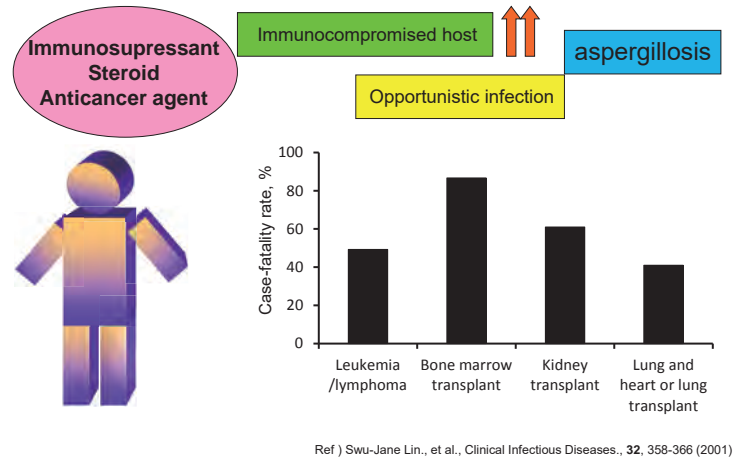 Immunosupressant
Steroid
Anticancer agent
Immunocompromised host
aspergillosis
Opportunistic infection
Case-fatality rate, %
100
80
60
40
20
0
Leukemia
/lymphoma
Bone marrow
transplant
Kidney
transplant
Lung and
heart or lung
transplant
Ref ) Swu-Jane Lin., et al., Clinical Infectious Diseases., 32, 358-366 (2001)